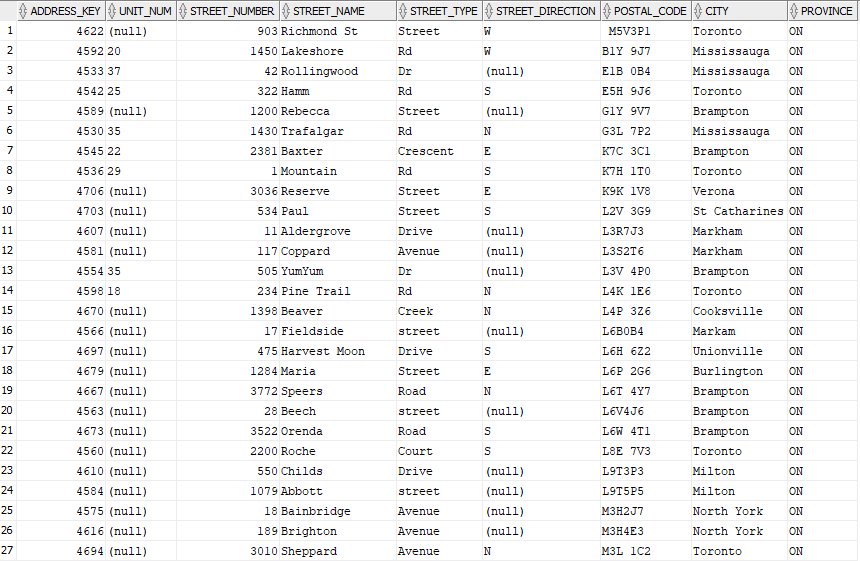 ADDRESS_KEY UNIT_NUM STREET_NUMBER STREET_NAME STREET_TYPE STREET_DIRECTION POSTAL_CODE CITY PROVINCE
1 4622 (null) 903 Richmond St Street W M5V3P1 Toronto ON
2 4592 20 1450 Lakeshore Rd W B1Y 9J7 Mississauga ON
3 4533 37 42 Rollingwood Dr (null) E1B 0B4 Mississauga ON
4 4542 25 322 Hamm Rd S E5H 9J6 Toronto ON
5 4589 (null) 1200 Rebecca Street (null) G1Y 9V7 Brampton ON
6 4530 35 1430 Trafalgar Rd N G3L 7P2 Mississauga ON
7 4545 22 2381 Baxter Crescent E K7C 3C1 Brampton ON
8 4536 29 1 Mountain Rd S K7H 1T0 Toronto ON
9 4706 (null) 3036 Reserve Street E K9K 1V8 Verona ON
10 4703 (null) 534 Paul Street S L2V 3G9 St Catharines ON
11 4607 (null) 11 Aldergrove Drive (null) L3R7J3 Markham ON
12 4581 (null) 117 Coppard Avenue (null) L3S2T6 Markham ON
13 4554 35 505 YumYum Dr (null) L3V 4P0 Brampton ON
14 4598 18 234 Pine Trail Rd N L4K 1E6 Toronto ON
15 4670 (null) 1398 Beaver Creek N L4P 3Z6 Cooksville ON
16 4566 (null) 17 Fieldside street (null) L6B0B4 Markam ON
17 4697 (null) 475 Harvest Moon Drive S L6H 6Z2 Unionville ON
18 4679 (null) 1284 Maria Street E L6P 2G6 Burlington ON
19 4667 (null) 3772 Speers Road N L6T 4Y7 Brampton ON
20 4563 (null) 28 Beech street (null) L6V4J6 Brampton ON
21 4673 (null) 3522 Orenda Road S L6W 4T1 Brampton ON
22 4560 (null) 2200 Roche Court S L8E 7V3 Toronto ON
23 4610 (null) 550 Childs Drive (null) L9T3P3 Milton ON
24 4584 (null) 1079 Abbott street (null) L9T5P5 Milton ON
25 4575 (null) 18 Bainbridge Avenue (null) M3H2J7 North York ON
26 4616 (null) 189 Brighton Avenue (null) M3H4E3 North York ON
27 4694 (null) 3010 Sheppard Avenue N M3L 1C2 Toronto ON